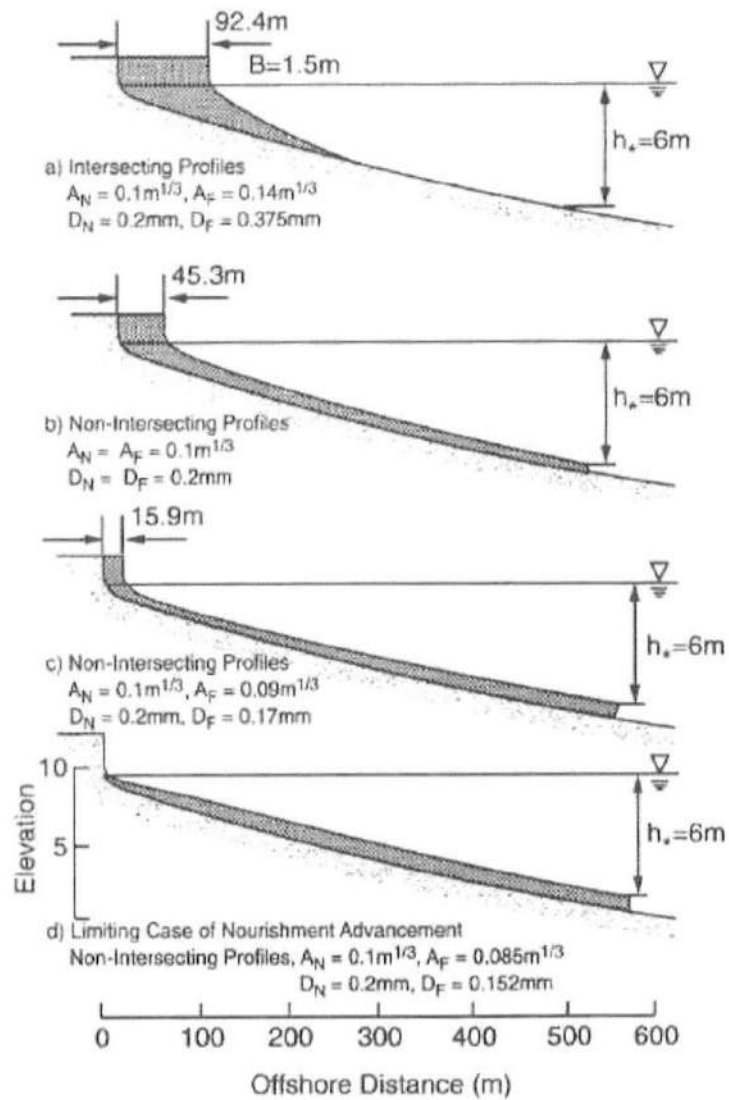 92.4m
B=1.5m
h*=6m
a) Intersecting Profiles
A_N = 0.1m^1/3, A_F = 0.14m^1/3
D_N = 0.2mm, D_F = 0.375mm
45.3m
h*=6m
b) Non-Intersecting Profiles
A_N = A_F = 0.1m^1/3
D_N = D_F = 0.2mm
15.9m
h*=6m
c) Non-Intersecting Profiles
A_N = 0.1m^1/3, A_F = 0.09m^1/3
D_N = 0.2mm, D_F = 0.17mm
10
5
Elevation
h*=6m
d) Limiting Case of Nourishment Advancement
Non-Intersecting Profiles, A_N = 0.1m^1/3, A_F = 0.085m^1/3
D_N = 0.2mm, D_F = 0.152mm
0 100 200 300 400 500 600
Offshore Distance (m)